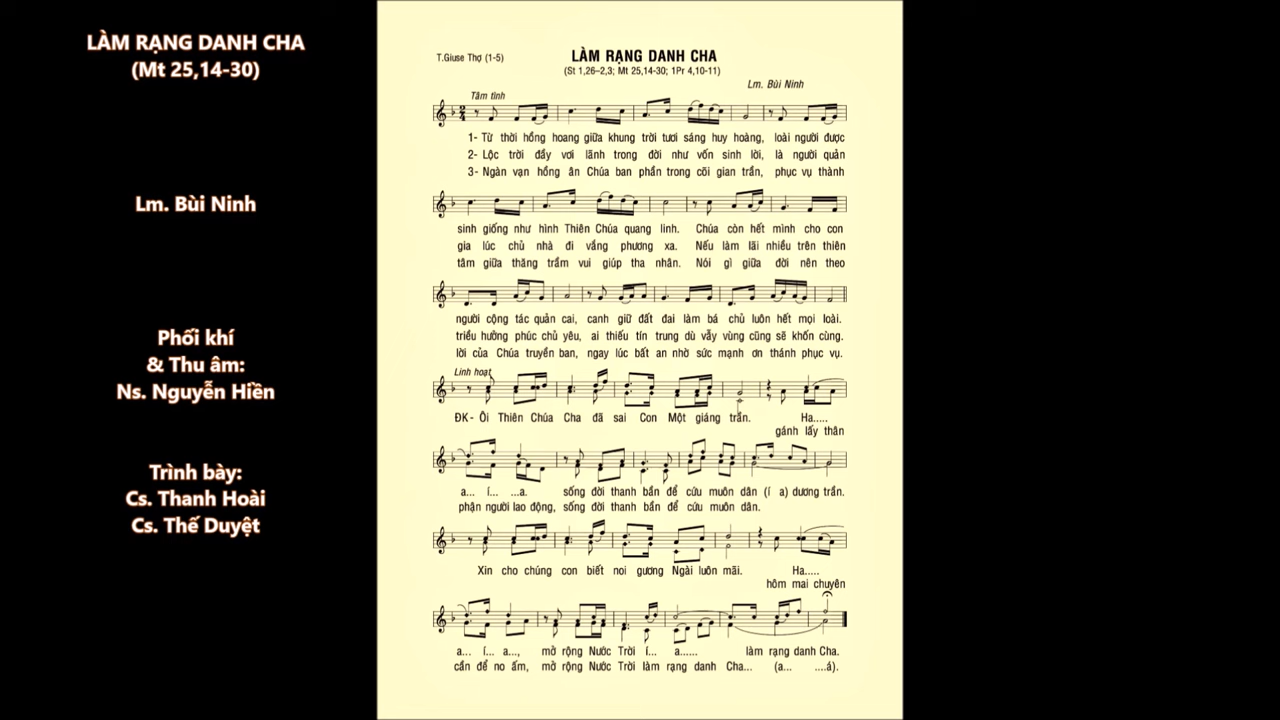 LÀM RẠNG DANH CHA
(Mt 25,14-30)
Lm. Bùi Ninh
Phối khí
& Thu âm:
Ns. Nguyễn Hiền
Trình bày:
Cs. Thanh Hoài
Cs. Thế Duyệt
T.Giuse Thợ (1-5)
LÀM RẠNG DANH CHA
(St 1,26–2,3; Mt 25,14-30; 1Pr 4,10-11)
Lm. Bùi Ninh
Tâm tình
1- Từ thời hồng hoang giữa khung trời tươi sáng huy hoàng, loài người được
2- Lộc trời đầy vơi lãnh trong đời như vốn sinh lời, là người quản
3- Ngàn vạn hồng ân Chúa ban phần trong cõi gian trần, phục vụ thành
sinh giống như hình Thiên Chúa quang linh. Chúa còn hết mình cho con
gia lúc chủ nhà đi vắng phương xa. Nếu làm lãi nhiều trên thiên
tâm giữa thăng trầm vui giúp tha nhân. Nói gì giữa đời nên theo
người cộng tác quản cai, canh giữ đất đai làm bá chủ luôn hết mọi loài.
triều hưởng phúc chủ yêu, ai thiếu tín trung dù vẫy vùng cũng sẽ khốn cùng.
lời của Chúa truyền ban, ngay lúc bất an nhờ sức mạnh ơn thánh phục vụ.
Linh hoạt
ĐK- Ôi Thiên Chúa Cha đã sai Con Một giáng trần. Ha.....
gánh lấy thân
a... í... ...a. sống đời thanh bần để cứu muôn dân (í a) dương trần.
phận người lao động, sống đời thanh bần để cứu muôn dân.
Xin cho chúng con biết noi gương Ngài luôn mãi. Ha.....
hôm mai chuyên
a... í... a..., mở rộng Nước Trời í... a...... làm rạng danh Cha.
cần để no ấm, mở rộng Nước Trời làm rạng danh Cha... (a... ....á).